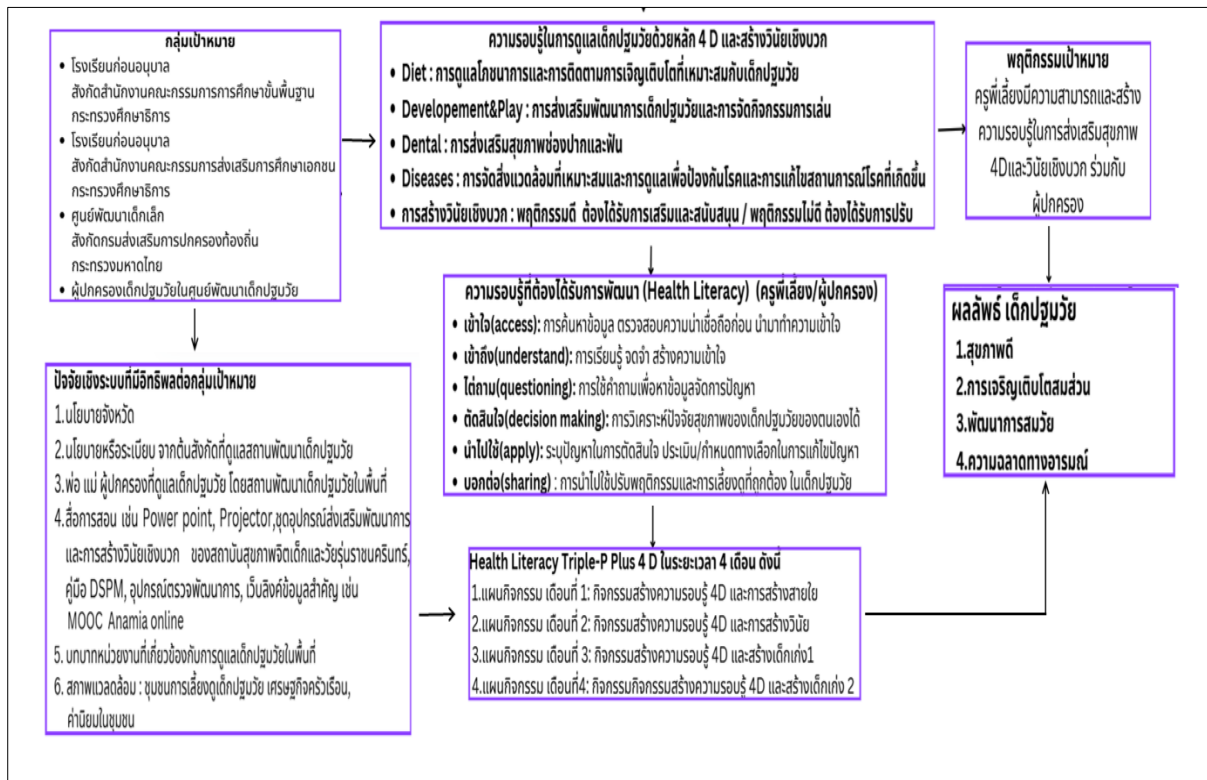 กลุ่มเป้าหมาย
• โรงเรียนก่อนอนุบาล
สังกัดสำนักงานคณะกรรมการการศึกษาขั้นพื้นฐาน
กระทรวงศึกษาธิการ
• โรงเรียนก่อนอนุบาล
สังกัดสำนักงานคณะกรรมการส่งเสริมการศึกษาเอกชน
กระทรวงศึกษาธิการ
• ศูนย์พัฒนาเด็กเล็ก
สังกัดกรมส่งเสริมการปกครองท้องถิ่น
กระทรวงมหาดไทย
• ผู้ปกครองเด็กปฐมวัยในศูนย์พัฒนาเด็กปฐมวัย
ความรอบรู้ในการดูแลเด็กปฐมวัยด้วยหลัก 4 D และสร้างวินัยเชิงบวก
• Diet : การดูแลโภชนาการและการติดตามการเจริญเติบโตที่เหมาะสมกับเด็กปฐมวัย
• Developement&Play : การส่งเสริมพัฒนาการเด็กปฐมวัยและการจัดกิจกรรมการเล่น
• Dental : การส่งเสริมสุขภาพช่องปากและฟัน
• Diseases : การจัดสิ่งแวดล้อมที่เหมาะสมและการดูแลเพื่อป้องกันโรคและการแก้ไขสถานการณ์โรคที่เกิดขึ้น
• การสร้างวินัยเชิงบวก : พฤติกรรมดี ต้องได้รับการเสริมและสนับสนุน / พฤติกรรมไม่ดี ต้องได้รับการปรับ
พฤติกรรมเป้าหมาย
ครูพี่เลี้ยงมีความสามารถและสร้าง
ความรอบรู้ในการส่งเสริมสุขภาพ
4Dและวินัยเชิงบวก ร่วมกับ
ผู้ปกครอง
ความรอบรู้ที่ต้องได้รับการพัฒนา (Health Literacy) (ครูพี่เลี้ยง/ผู้ปกครอง)
• เข้าใจ(access): การค้นหาข้อมูล ตรวจสอบความน่าเชื่อถือก่อน นำมาทำความเข้าใจ
• เข้าถึง(understand): การเรียนรู้ จดจำ สร้างความเข้าใจ
• ไต่ถาม(questioning): การใช้คำถามเพื่อหาข้อมูลจัดการปัญหา
• ตัดสินใจ(decision making): การวิเคราะห์ปัจจัยสุขภาพของเด็กปฐมวัยของตนเองได้
• นำไปใช้(apply): ระบุปัญหาในการตัดสินใจ ประเมิน/กำหนดทางเลือกในการแก้ไขปัญหา
• บอกต่อ(sharing) : การนำไปใช้ปรับพฤติกรรมและการเลี้ยงดูที่ถูกต้อง ในเด็กปฐมวัย
ผลลัพธ์ เด็กปฐมวัย
1.สุขภาพดี
2.การเจริญเติบโตสมส่วน
3.พัฒนาการสมวัย
4.ความฉลาดทางอารมณ์
ปัจจัยเชิงระบบที่มีอิทธิพลต่อกลุ่มเป้าหมาย
1.นโยบายจังหวัด
2.นโยบายหรือระเบียบ จากต้นสังกัดที่ดูแลสถานพัฒนาเด็กปฐมวัย
3.พ่อ แม่ ผู้ปกครองที่ดูแลเด็กปฐมวัย โดยสถานพัฒนาเด็กปฐมวัยในพื้นที่
4.สื่อการสอน เช่น Power point, Projector,ชุดอุปกรณ์ส่งเสริมพัฒนาการ
และการสร้างวินัยเชิงบวก ของสถาบันสุขภาพจิตเด็กและวัยรุ่นราชนครินทร์,
คู่มือ DSPM, อุปกรณ์ตรวจพัฒนาการ, เว็บลิงค์ข้อมูลสำคัญ เช่น
MOOC Anamia online
5. บทบาทหน่วยงานที่เกี่ยวข้องกับการดูแลเด็กปฐมวัยในพื้นที่
6. สภาพแวดล้อม : ชุมชนการเลี้ยงดูเด็กปฐมวัย เศรษฐกิจครัวเรือน,
ค่านิยมในชุมชน
Health Literacy Triple-P Plus 4 D ในระยะเวลา 4 เดือน ดังนี้
1.แผนกิจกรรม เดือนที่ 1: กิจกรรมสร้างความรอบรู้ 4D และการสร้างสายใย
2.แผนกิจกรรม เดือนที่ 2: กิจกรรมสร้างความรอบรู้ 4D และการสร้างวินัย
3.แผนกิจกรรม เดือนที่ 3: กิจกรรมสร้างความรอบรู้ 4D และสร้างเด็กเก่ง1
4.แผนกิจกรรม เดือนที่4: กิจกรรมกิจกรรมสร้างความรอบรู้ 4D และสร้างเด็กเก่ง 2